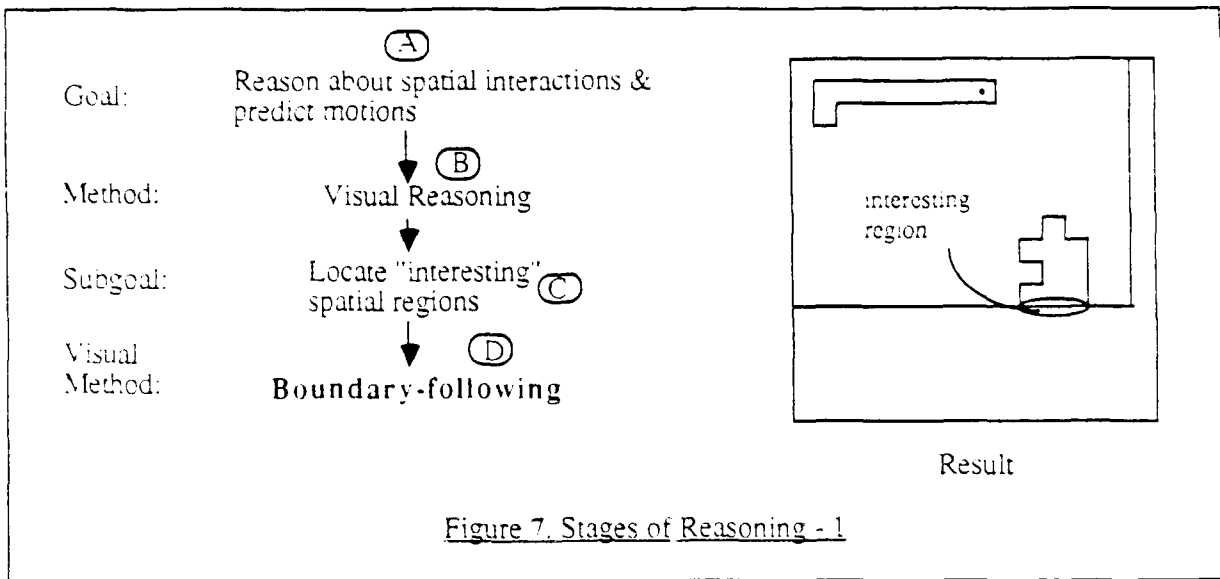 A
Goal:
Reason about spatial interactions &
predict motions
B
Method:
Visual Reasoning
Subgoal:
Locate "interesting"
spatial regions
C
Visual
Method:
D
Boundary-following
interesting
region
Result
Figure 7. Stages of Reasoning - 1